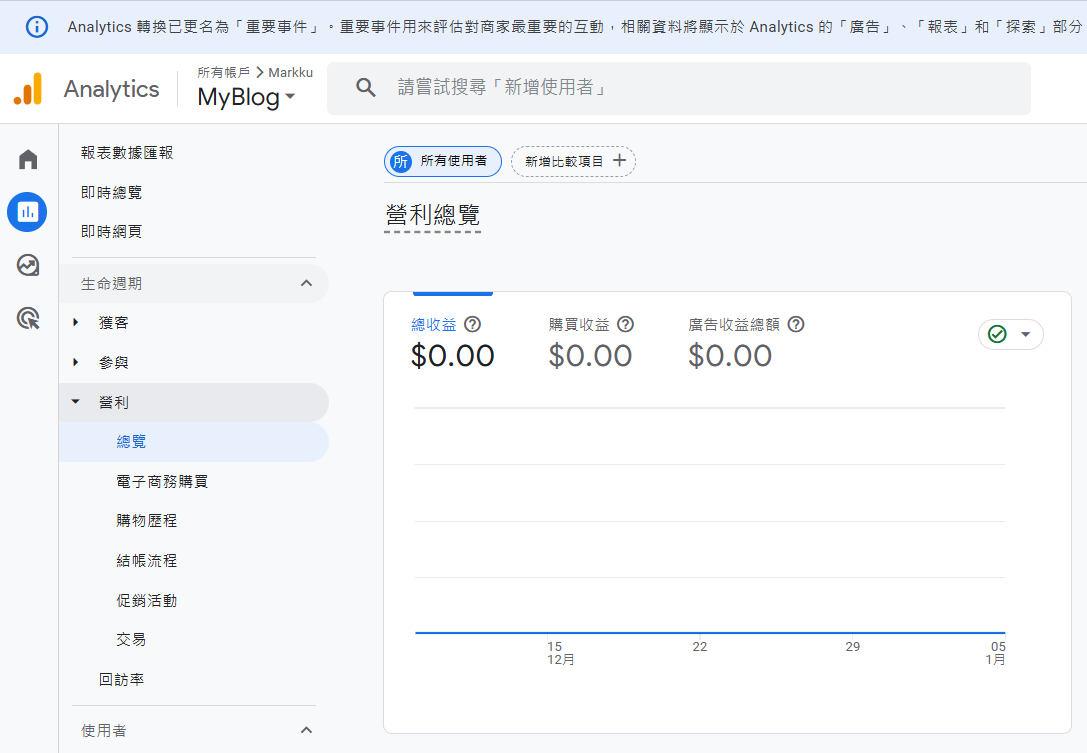 Analytics 轉換已更名為「重要事件」。重要事件用來評估對商家最重要的互動，相關資料將顯示於 Analytics 的「廣告」、「報表」和「探索」部分
Analytics
所有帳戶 > Markku
MyBlog
請嘗試搜尋「新增使用者」
報表數據匯報
即時總覽
即時網頁
生命週期
獲客
參與
營利
總覽
電子商務購買
購物歷程
結帳流程
促銷活動
交易
回訪率
使用者
所 所有使用者
新增比較項目 +
營利總覽
總收益 購買收益 廣告收益總額
$0.00 $0.00 $0.00
15 22 29 05
12月 1月